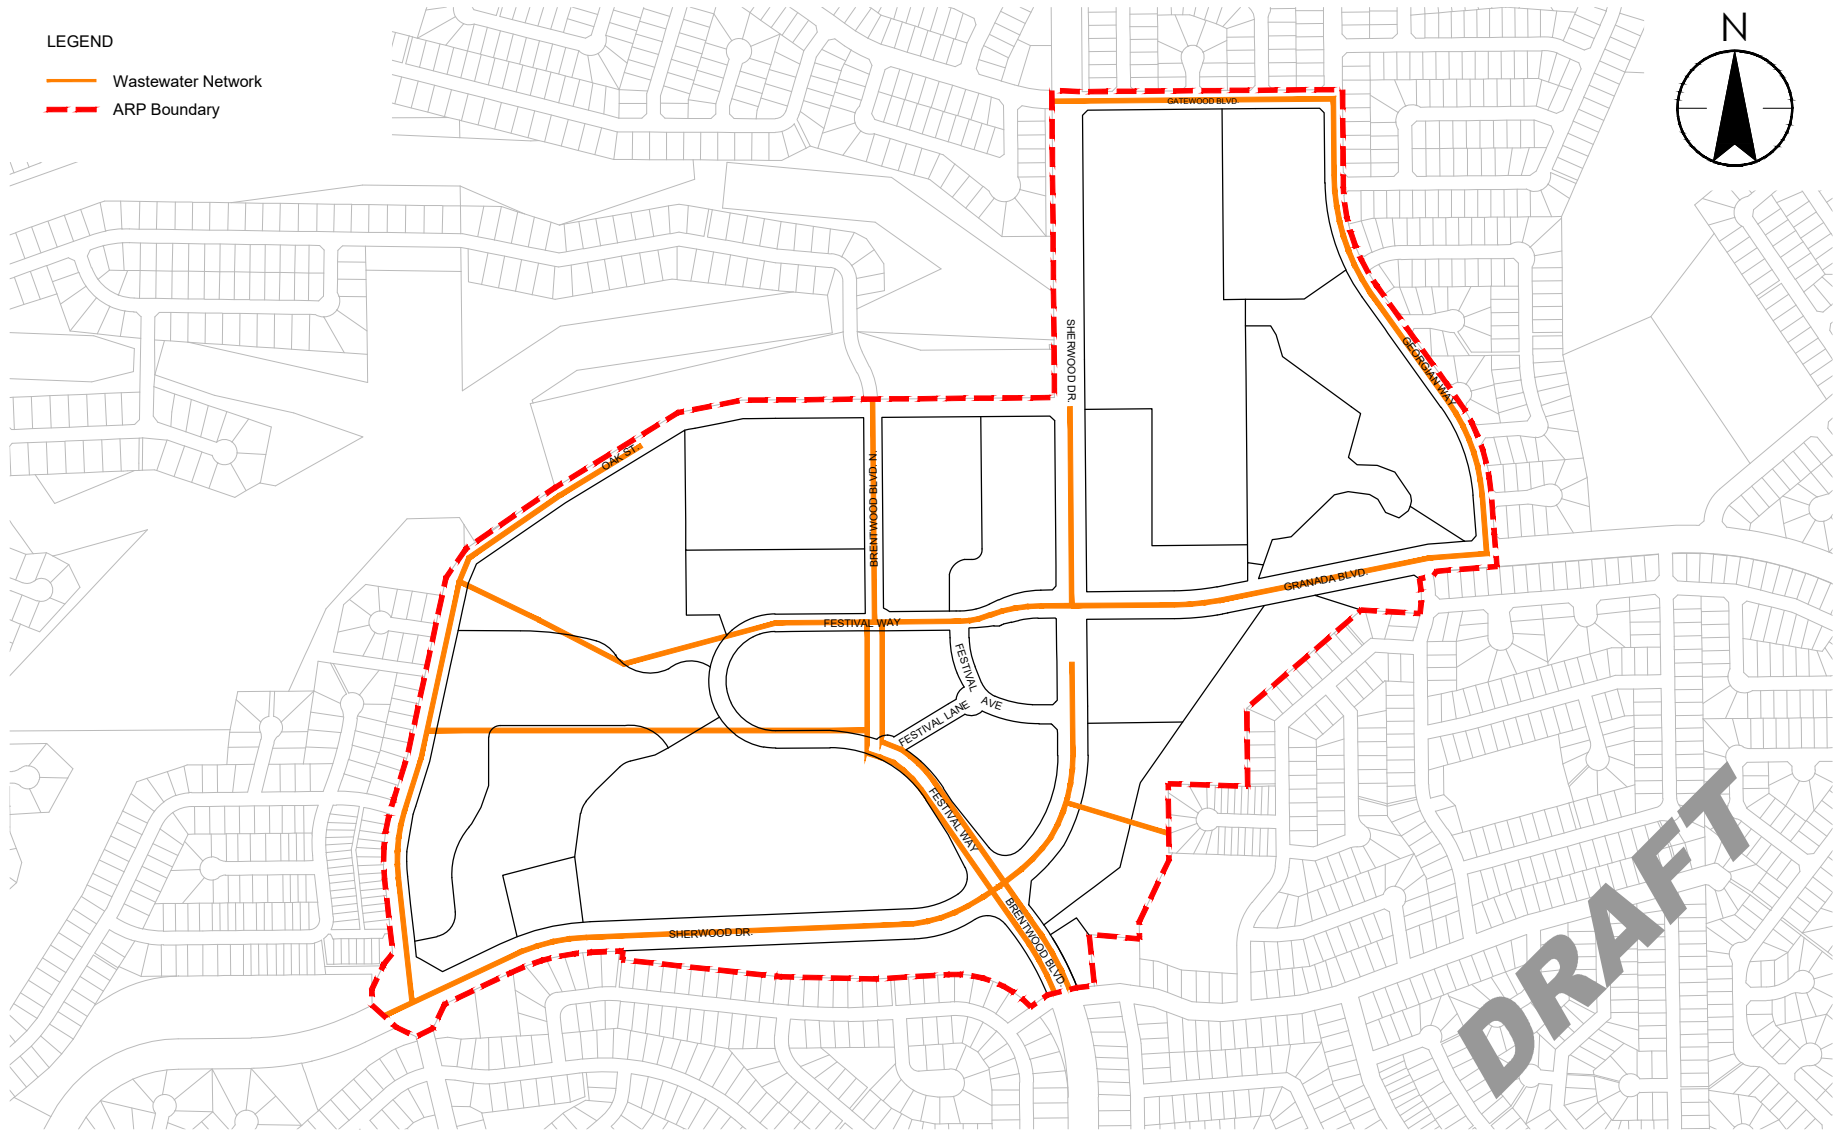 LEGEND
Wastewater Network
ARP Boundary
N
GATEWOOD BLVD.
SHERWOOD DR.
GEORGIAN WAY
OAK ST.
BRENTWOOD BLVD. N.
GRANADA BLVD.
FESTIVAL WAY
FESTIVAL AVE
FESTIVAL LANE
FESTIVAL WAY
BRENTWOOD BLVD.
SHERWOOD DR.
DRAFT